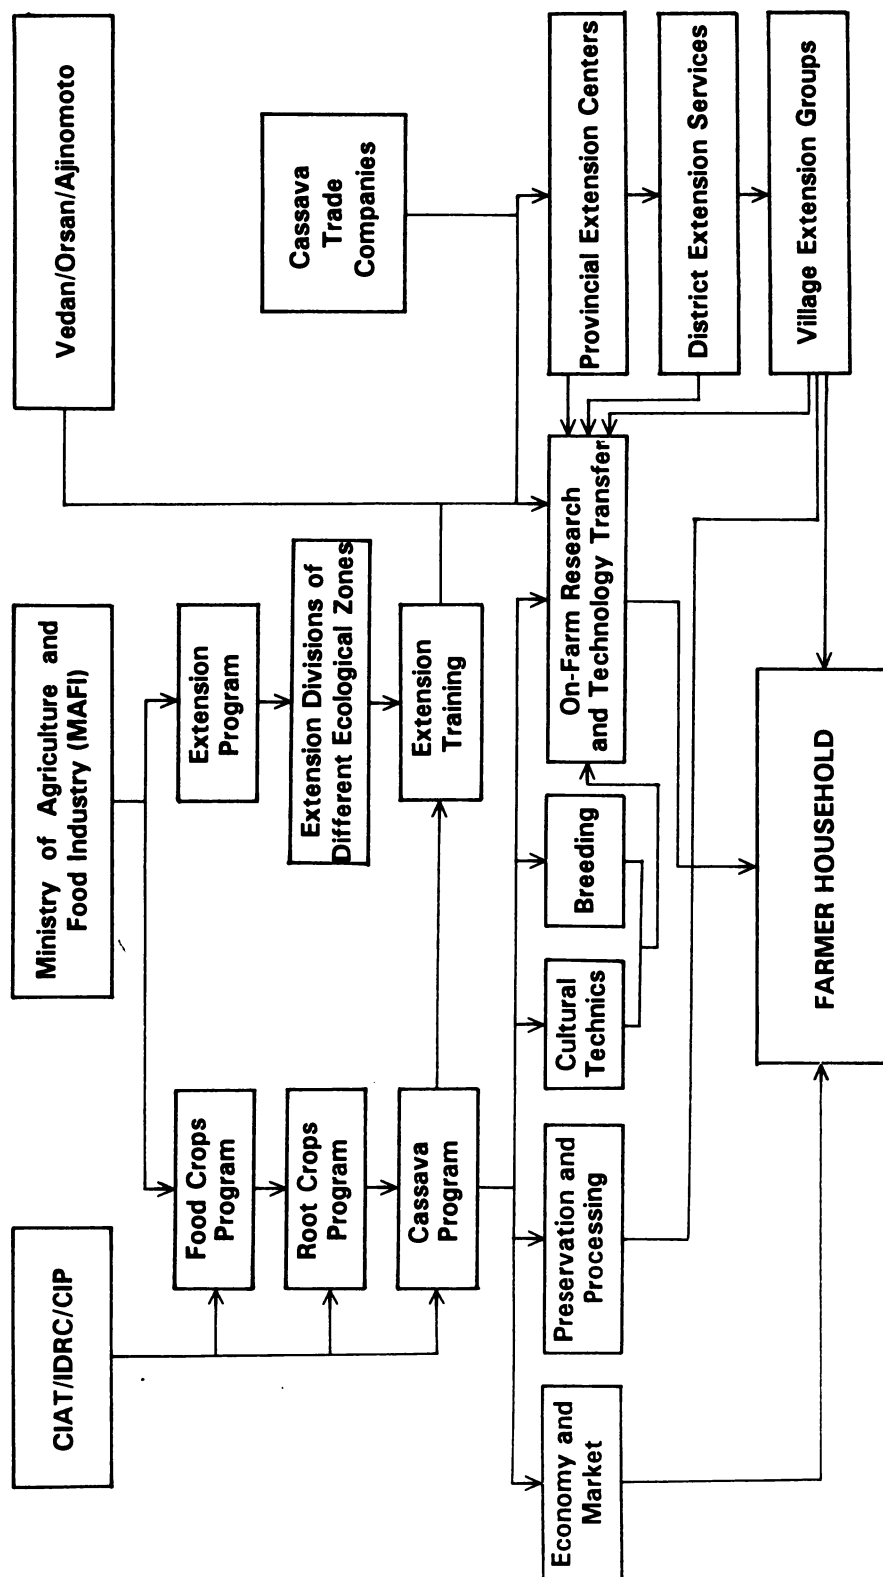 CIAT/IDRC/CIP
Ministry of Agriculture and
Food Industry (MAFI)
Vedan/Orsan/Ajinomoto
Food Crops
Program
Extension
Program
Root Crops
Program
Extension Divisions of
Different Ecological Zones
Cassava
Trade
Companies
Cassava
Program
Extension
Training
Economy and
Market
Preservation and
Processing
Cultural
Technics
Breeding
On-Farm Research
and Technology Transfer
Provincial Extension Centers
District Extension Services
Village Extension Groups
FARMER HOUSEHOLD